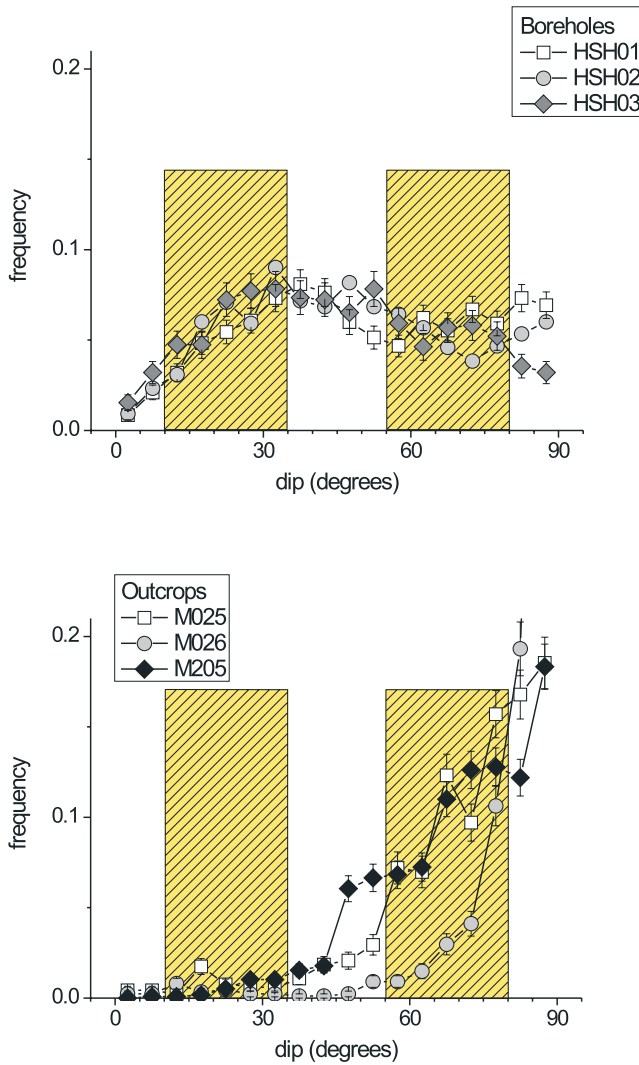 Boreholes
HSH01
HSH02
HSH03
0.2
0.1
0.0
frequency
0 30 60 90
dip (degrees)
Outcrops
M025
M026
M205
0.2
0.1
0.0
frequency
0 30 60 90
dip (degrees)